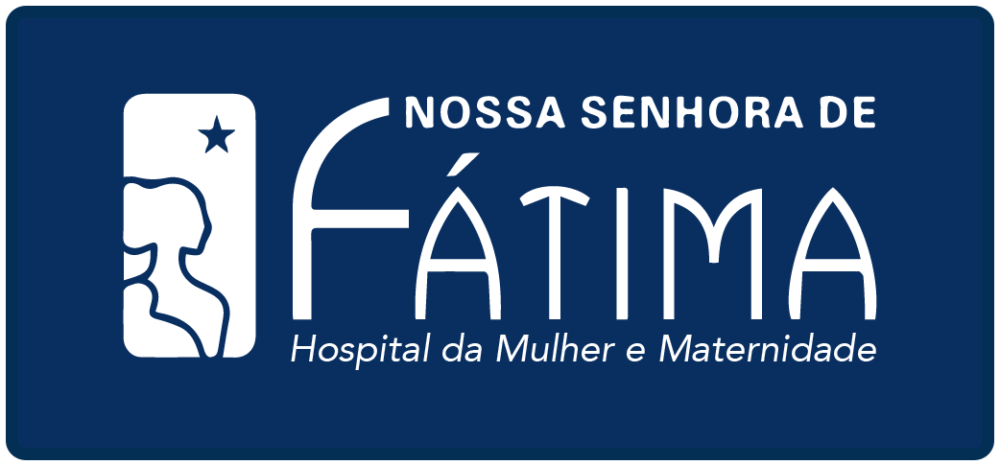 NOSSA SENHORA DE
FÁTIMA
Hospital da Mulher e Maternidade